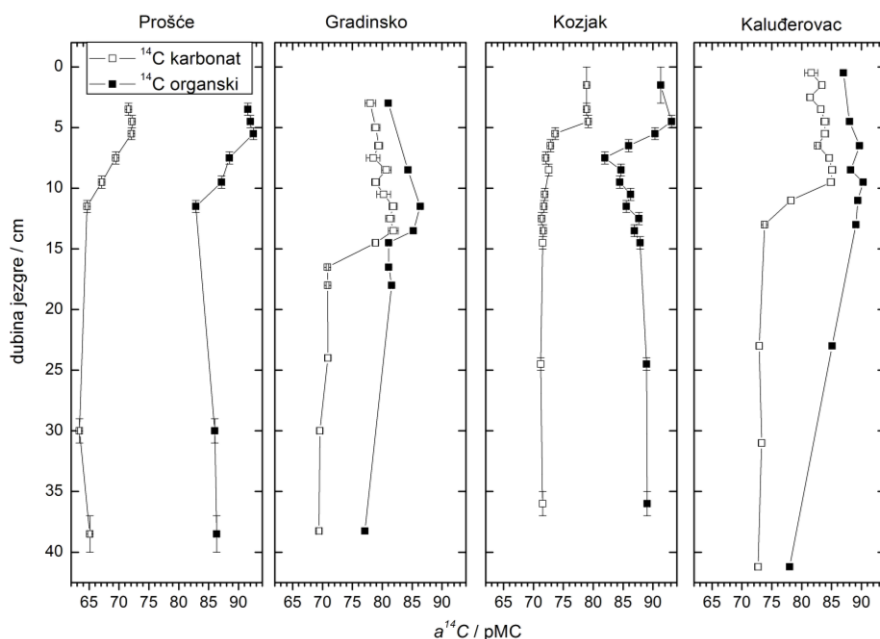 Prošće Gradinsko Kozjak Kaluđerovac
¹⁴C karbonat
¹⁴C organski
0
5
10
15
20
25
30
35
40
dubina jezgre / cm
65 70 75 80 85 90 65 70 75 80 85 90 65 70 75 80 85 90 65 70 75 80 85 90
a¹⁴C / pMC